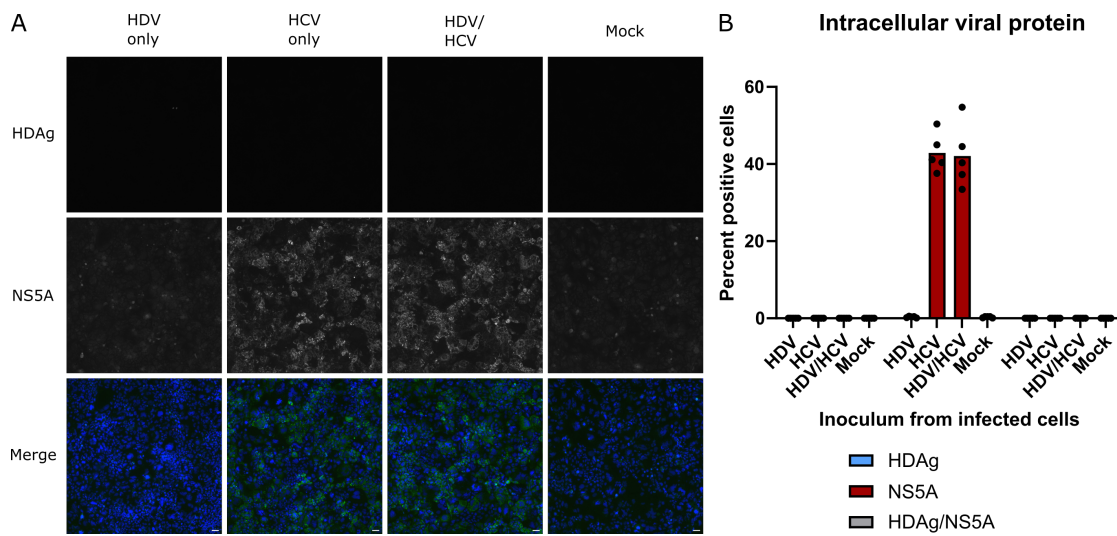 A
HDV
only
HCV
only
HDV/
HCV
Mock
HDAg
NS5A
Merge
B
Intracellular viral protein
Percent positive cells
60
40
20
0
HDV
HCV
HDV/HCV
Mock
HDV
HCV
HDV/HCV
Mock
HDV
HCV
HDV/HCV
Mock
Inoculum from infected cells
HDAg
NS5A
HDAg/NS5A